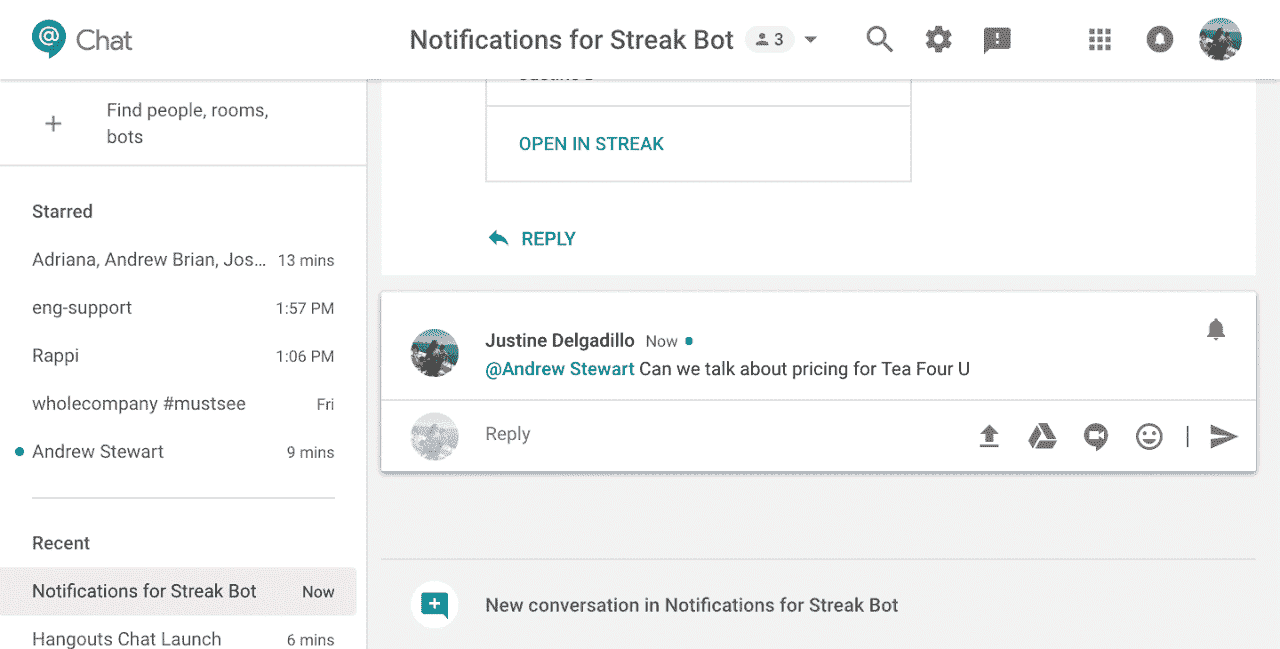 @ Chat
Notifications for Streak Bot 3
Find people, rooms,
bots
Starred
Adriana, Andrew Brian, Jos... 13 mins
eng-support 1:57 PM
Rappi 1:06 PM
wholecompany #mustsee Fri
Andrew Stewart 9 mins
Recent
Notifications for Streak Bot Now
Hangouts Chat Launch 6 mins
OPEN IN STREAK
REPLY
Justine Delgadillo Now
@Andrew Stewart Can we talk about pricing for Tea Four U
Reply
New conversation in Notifications for Streak Bot